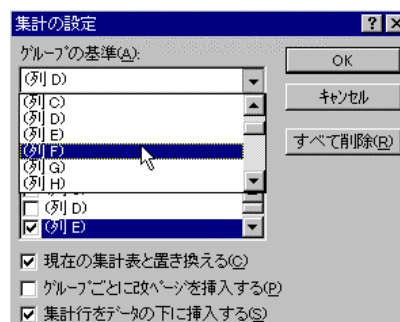 集計の設定
グループの基準(A):
(列 D)
OK
(列 C)
(列 D)
(列 E)
(列 F)
(列 G)
(列 H)
キャンセル
すべて削除(R)
(列 D)
(列 E)
現在の集計表と置き換える(C)
グループごとに改ページを挿入する(P)
集計行をデータの下に挿入する(S)